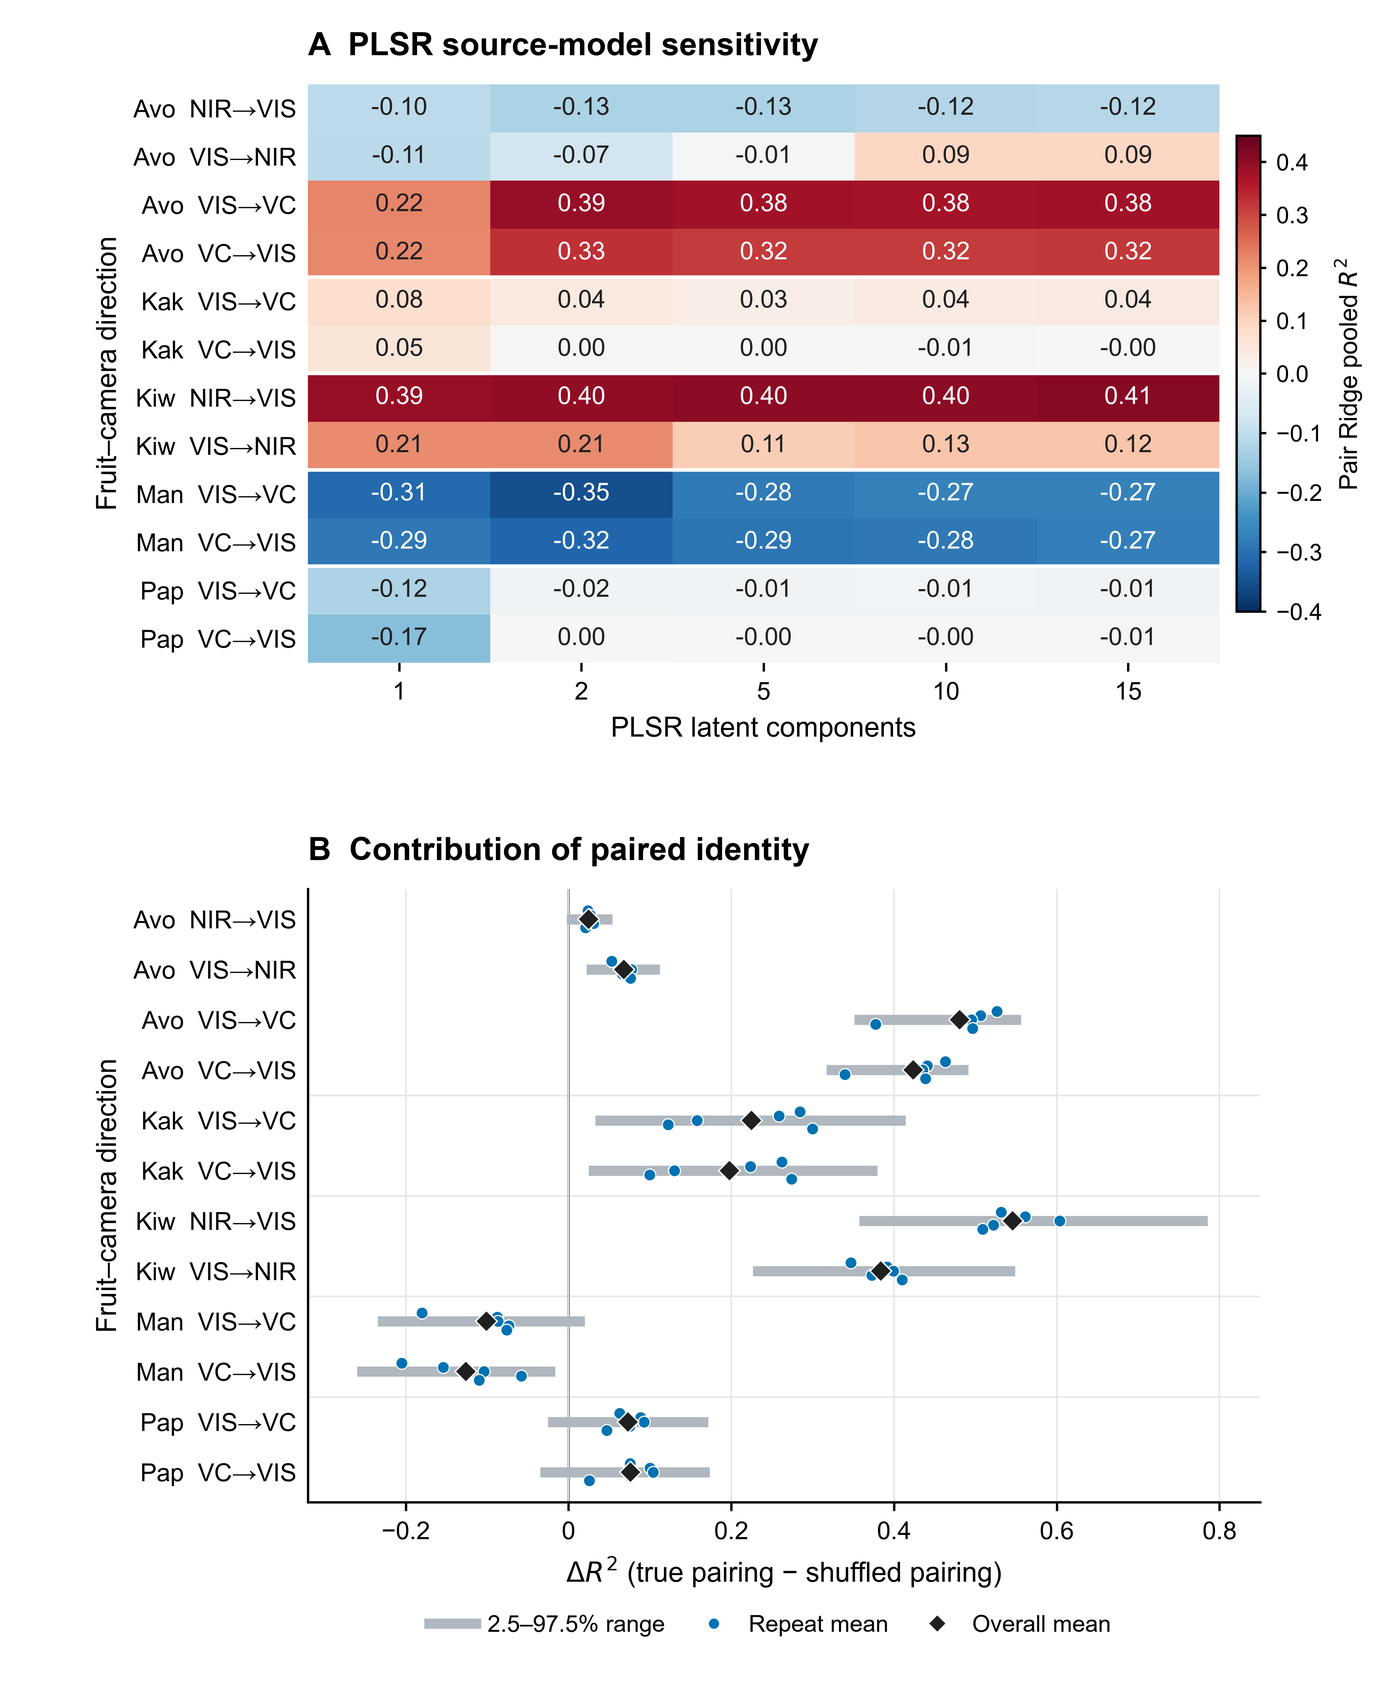 A PLSR source-model sensitivity
Avo NIR→VIS -0.10 -0.13 -0.13 -0.12 -0.12
Avo VIS→NIR -0.11 -0.07 -0.01 0.09 0.09
Avo VIS→VC 0.22 0.39 0.38 0.38 0.38
Avo VC→VIS 0.22 0.33 0.32 0.32 0.32
Kak VIS→VC 0.08 0.04 0.03 0.04 0.04
Kak VC→VIS 0.05 0.00 0.00 -0.01 -0.00
Kiw NIR→VIS 0.39 0.40 0.40 0.40 0.41
Kiw VIS→NIR 0.21 0.21 0.11 0.13 0.12
Man VIS→VC -0.31 -0.35 -0.28 -0.27 -0.27
Man VC→VIS -0.29 -0.32 -0.29 -0.28 -0.27
Pap VIS→VC -0.12 -0.02 -0.01 -0.01 -0.01
Pap VC→VIS -0.17 0.00 -0.00 -0.00 -0.01
1 2 5 10 15
PLSR latent components
Fruit–camera direction
0.4
0.3
0.2
0.1
0.0
−0.1
−0.2
−0.3
−0.4
Pair Ridge pooled R²
B Contribution of paired identity
Avo NIR→VIS
Avo VIS→NIR
Avo VIS→VC
Avo VC→VIS
Kak VIS→VC
Kak VC→VIS
Kiw NIR→VIS
Kiw VIS→NIR
Man VIS→VC
Man VC→VIS
Pap VIS→VC
Pap VC→VIS
Fruit–camera direction
−0.2 0 0.2 0.4 0.6 0.8
ΔR² (true pairing − shuffled pairing)
2.5–97.5% range Repeat mean Overall mean